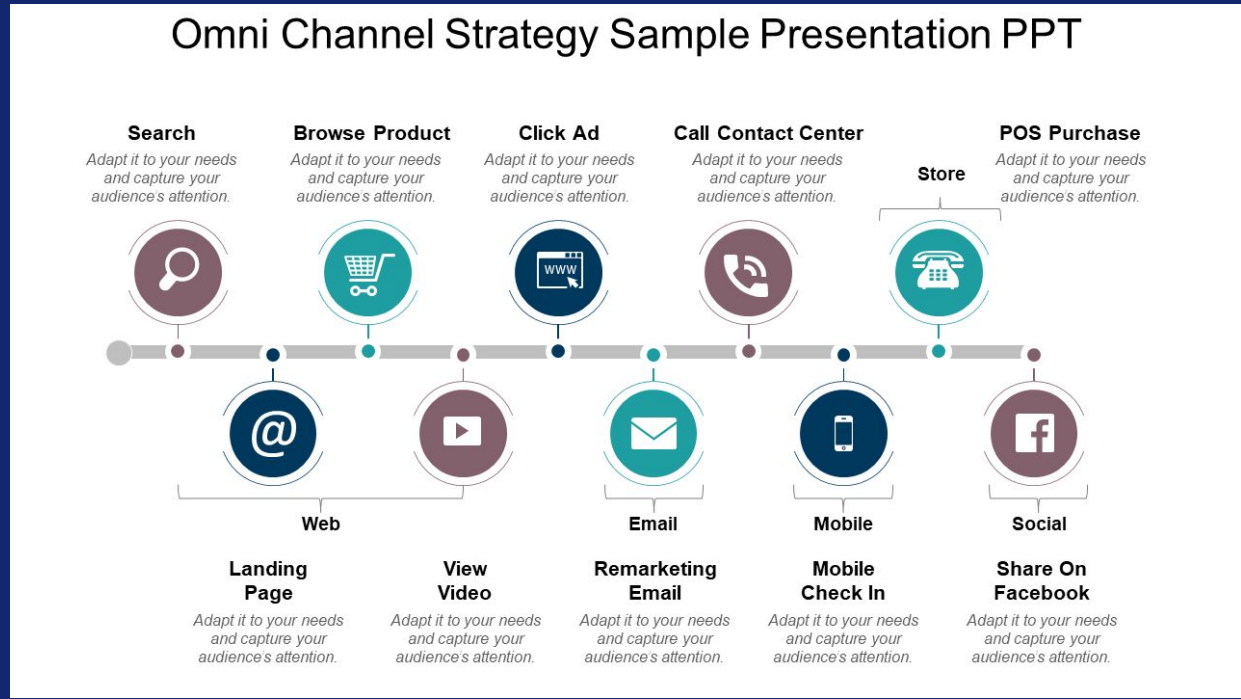 Omni Channel Strategy Sample Presentation PPT
Search
Adapt it to your needs
and capture your
audience's attention.
Browse Product
Adapt it to your needs
and capture your
audience's attention.
Click Ad
Adapt it to your needs
and capture your
audience's attention.
Call Contact Center
Adapt it to your needs
and capture your
audience's attention.
Store
POS Purchase
Adapt it to your needs
and capture your
audience's attention.
www
@
f
Web
Email
Mobile
Social
Landing
Page
Adapt it to your needs
and capture your
audience's attention.
View
Video
Adapt it to your needs
and capture your
audience's attention.
Remarketing
Email
Adapt it to your needs
and capture your
audience's attention.
Mobile
Check In
Adapt it to your needs
and capture your
audience's attention.
Share On
Facebook
Adapt it to your needs
and capture your
audience's attention.